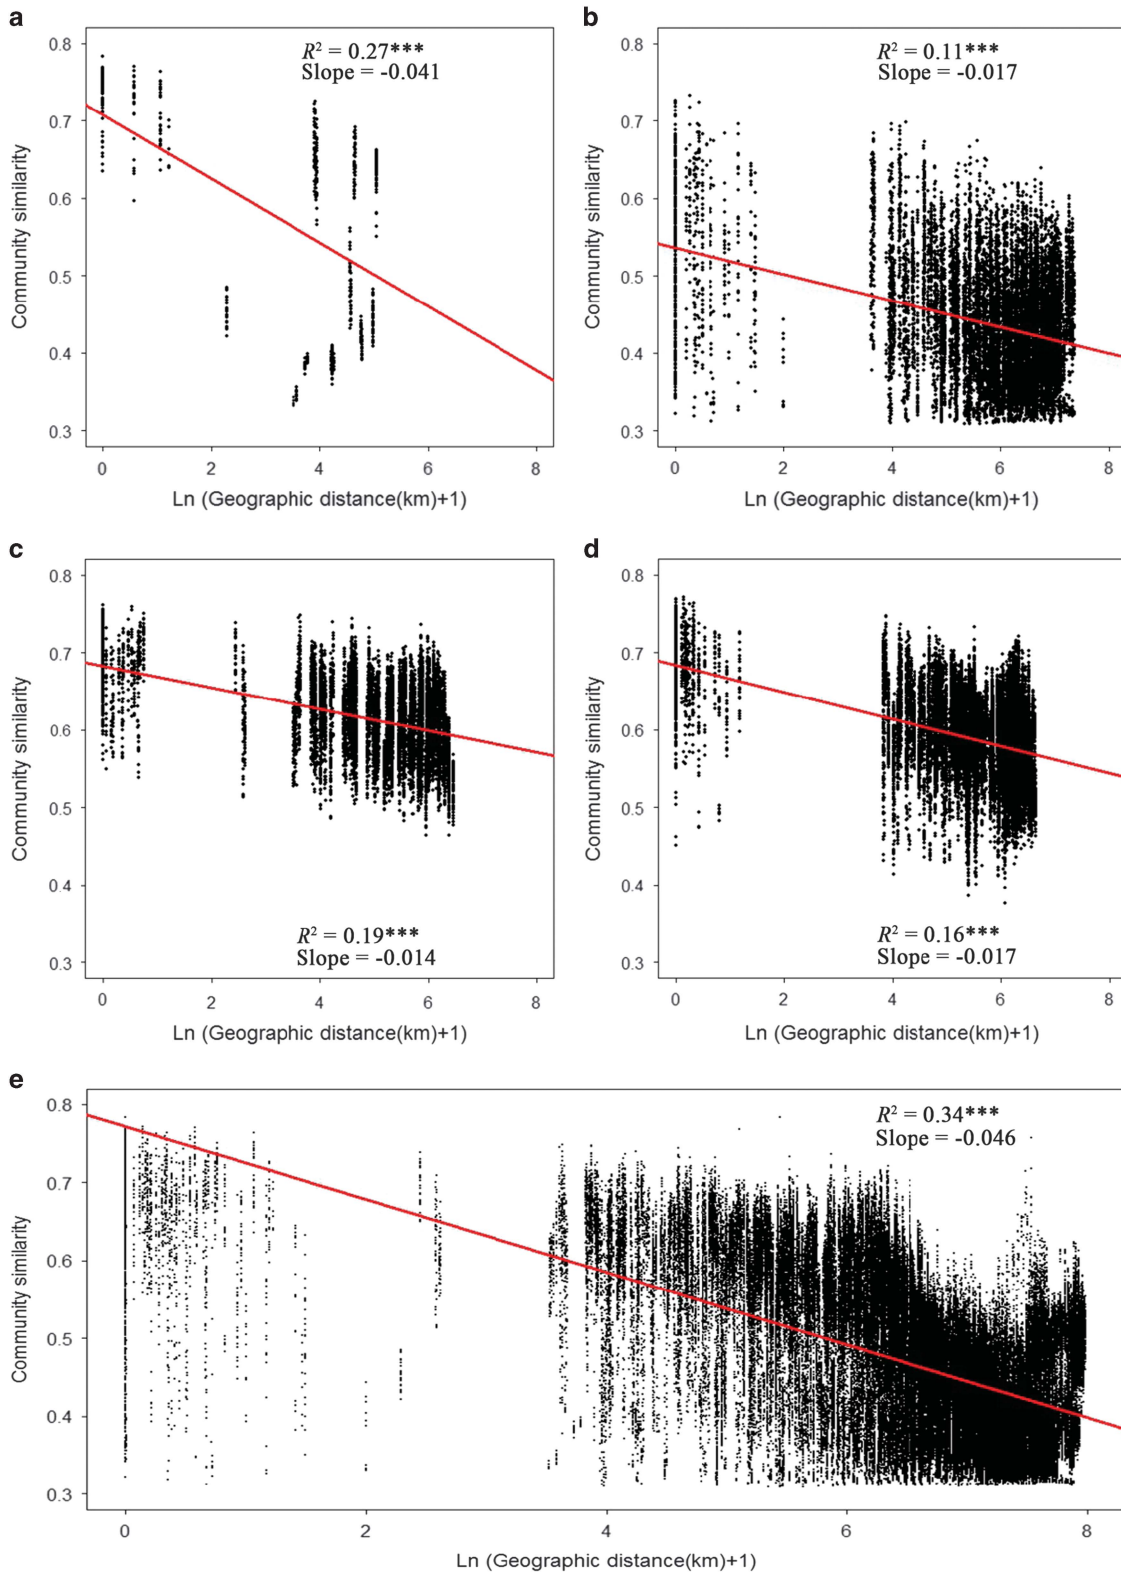 a
R² = 0.27***
Slope = -0.041
0.8
0.7
0.6
0.5
0.4
0.3
Community similarity
0 2 4 6 8
Ln (Geographic distance(km)+1)
b
R² = 0.11***
Slope = -0.017
0.8
0.7
0.6
0.5
0.4
0.3
Community similarity
0 2 4 6 8
Ln (Geographic distance(km)+1)
c
0.8
0.7
0.6
0.5
0.4
0.3
Community similarity
R² = 0.19***
Slope = -0.014
0 2 4 6 8
Ln (Geographic distance(km)+1)
d
0.8
0.7
0.6
0.5
0.4
0.3
Community similarity
R² = 0.16***
Slope = -0.017
0 2 4 6 8
Ln (Geographic distance(km)+1)
e
R² = 0.34***
Slope = -0.046
0.8
0.7
0.6
0.5
0.4
0.3
Community similarity
0 2 4 6 8
Ln (Geographic distance(km)+1)